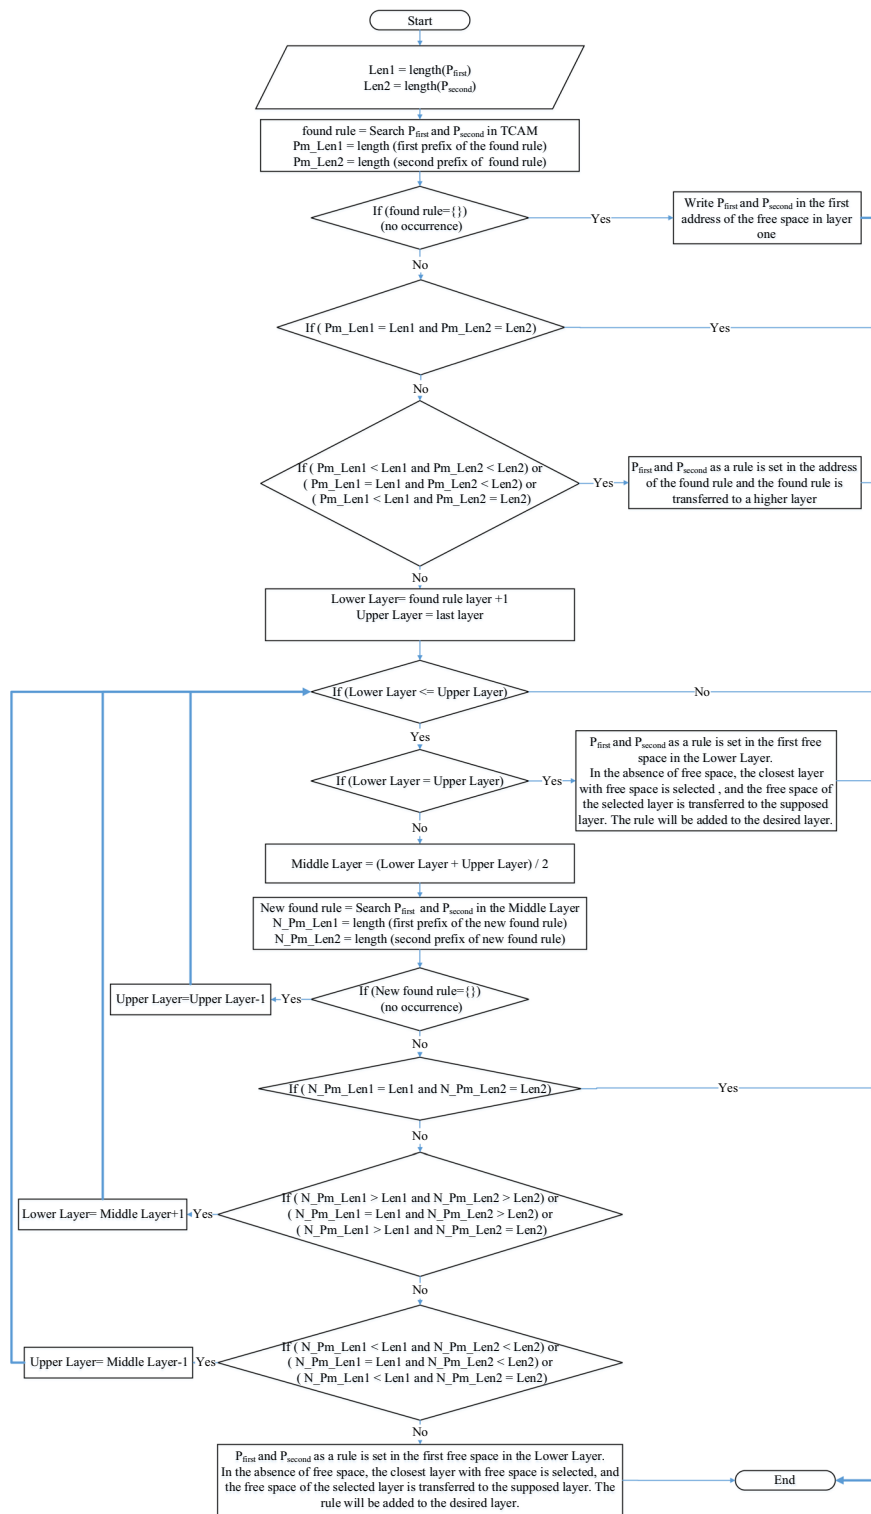 Start
Len1 = length(Pfirst)
Len2 = length(Psecond)
found rule = Search Pfirst and Psecond in TCAM
Pm_Len1 = length (first prefix of the found rule)
Pm_Len2 = length (second prefix of found rule)
If (found rule={})
(no occurrence)
Yes
Write Pfirst and Psecond in the first
address of the free space in layer
one
No
If ( Pm_Len1 = Len1 and Pm_Len2 = Len2)
Yes
No
If ( Pm_Len1 < Len1 and Pm_Len2 < Len2) or
( Pm_Len1 = Len1 and Pm_Len2 < Len2) or
( Pm_Len1 < Len1 and Pm_Len2 = Len2)
Yes
Pfirst and Psecond as a rule is set in the address
of the found rule and the found rule is
transferred to a higher layer
No
Lower Layer= found rule layer +1
Upper Layer = last layer
If (Lower Layer <= Upper Layer)
No
Yes
If (Lower Layer = Upper Layer)
Yes
Pfirst and Psecond as a rule is set in the first free
space in the Lower Layer.
In the absence of free space, the closest layer
with free space is selected , and the free space of
the selected layer is transferred to the supposed
layer. The rule will be added to the desired layer.
No
Middle Layer = (Lower Layer + Upper Layer) / 2
New found rule = Search Pfirst and Psecond in the Middle Layer
N_Pm_Len1 = length (first prefix of the new found rule)
N_Pm_Len2 = length (second prefix of new found rule)
If (New found rule={})
(no occurrence)
Yes
Upper Layer=Upper Layer-1
No
If ( N_Pm_Len1 = Len1 and N_Pm_Len2 = Len2)
Yes
No
If ( N_Pm_Len1 > Len1 and N_Pm_Len2 > Len2) or
( N_Pm_Len1 = Len1 and N_Pm_Len2 > Len2) or
( N_Pm_Len1 > Len1 and N_Pm_Len2 = Len2)
Yes
Lower Layer= Middle Layer+1
No
If ( N_Pm_Len1 < Len1 and N_Pm_Len2 < Len2) or
( N_Pm_Len1 = Len1 and N_Pm_Len2 < Len2) or
( N_Pm_Len1 < Len1 and N_Pm_Len2 = Len2)
Yes
Upper Layer= Middle Layer-1
No
Pfirst and Psecond as a rule is set in the first free space in the Lower Layer.
In the absence of free space, the closest layer with free space is selected, and
the free space of the selected layer is transferred to the supposed layer. The
rule will be added to the desired layer.
End